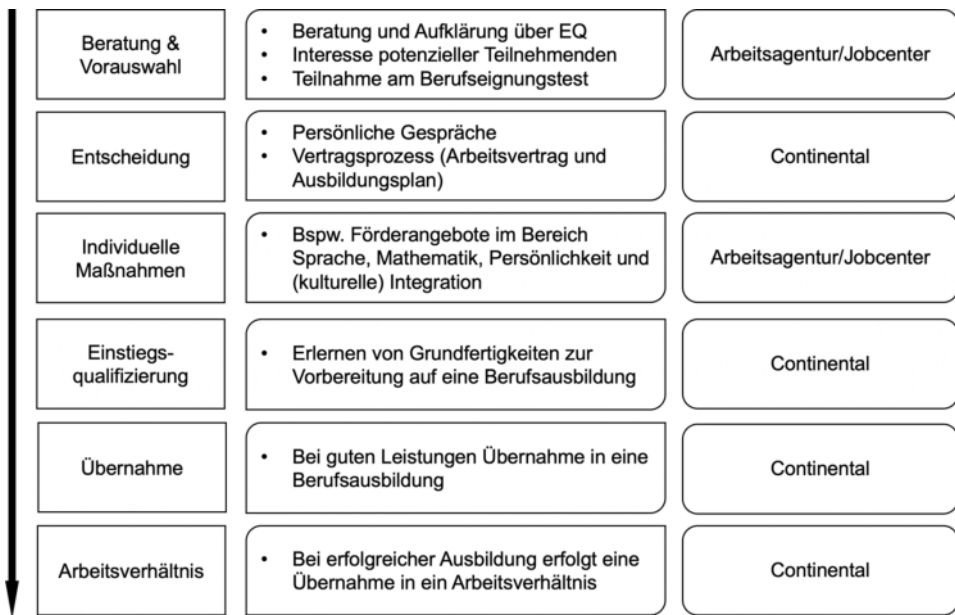 Beratung &
Vorauswahl
• Beratung und Aufklärung über EQ
• Interesse potenzieller Teilnehmenden
• Teilnahme am Berufseignungstest
Arbeitsagentur/Jobcenter
Entscheidung
• Persönliche Gespräche
• Vertragsprozess (Arbeitsvertrag und
Ausbildungsplan)
Continental
Individuelle
Maßnahmen
• Bspw. Förderangebote im Bereich
Sprache, Mathematik, Persönlichkeit und
(kulturelle) Integration
Arbeitsagentur/Jobcenter
Einstiegs-
qualifizierung
• Erlernen von Grundfertigkeiten zur
Vorbereitung auf eine Berufsausbildung
Continental
Übernahme
• Bei guten Leistungen Übernahme in eine
Berufsausbildung
Continental
Arbeitsverhältnis
• Bei erfolgreicher Ausbildung erfolgt eine
Übernahme in ein Arbeitsverhältnis
Continental